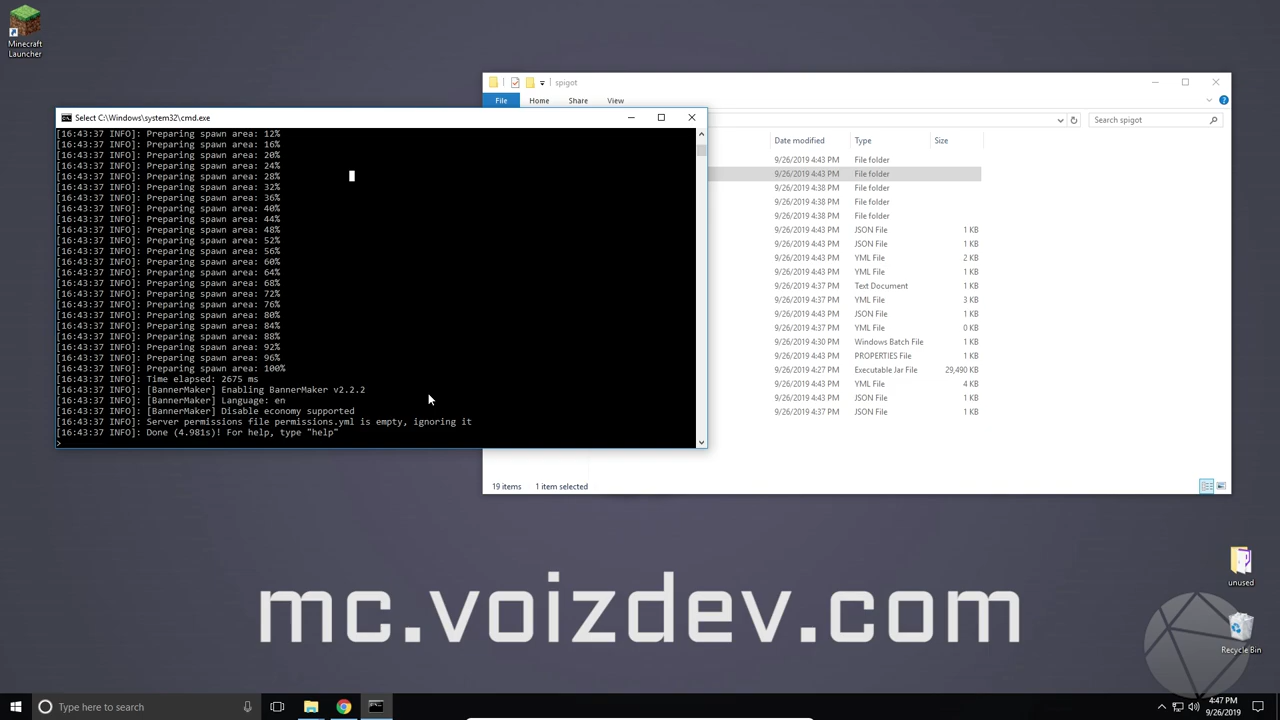 Minecraft
Launcher
spigot
File
Home
Share
View
Search spigot
Date modified
Type
Size
9/26/2019 4:43 PM File folder
9/26/2019 4:43 PM File folder
9/26/2019 4:38 PM File folder
9/26/2019 4:38 PM File folder
9/26/2019 4:38 PM File folder
9/26/2019 4:43 PM JSON File 1 KB
9/26/2019 4:43 PM JSON File 1 KB
9/26/2019 4:43 PM YML File 2 KB
9/26/2019 4:43 PM YML File 1 KB
9/26/2019 4:37 PM Text Document 1 KB
9/26/2019 4:37 PM YML File 3 KB
9/26/2019 4:43 PM JSON File 1 KB
9/26/2019 4:37 PM YML File 0 KB
9/26/2019 4:30 PM Windows Batch File 1 KB
9/26/2019 4:43 PM PROPERTIES File 1 KB
9/26/2019 4:27 PM Executable Jar File 29,490 KB
9/26/2019 4:43 PM YML File 4 KB
9/26/2019 4:37 PM JSON File 1 KB
19 items
1 item selected
Select C:\Windows\system32\cmd.exe
[16:43:37 INFO]: Preparing spawn area: 12%
[16:43:37 INFO]: Preparing spawn area: 16%
[16:43:37 INFO]: Preparing spawn area: 20%
[16:43:37 INFO]: Preparing spawn area: 24%
[16:43:37 INFO]: Preparing spawn area: 28%
[16:43:37 INFO]: Preparing spawn area: 32%
[16:43:37 INFO]: Preparing spawn area: 36%
[16:43:37 INFO]: Preparing spawn area: 40%
[16:43:37 INFO]: Preparing spawn area: 44%
[16:43:37 INFO]: Preparing spawn area: 48%
[16:43:37 INFO]: Preparing spawn area: 52%
[16:43:37 INFO]: Preparing spawn area: 56%
[16:43:37 INFO]: Preparing spawn area: 60%
[16:43:37 INFO]: Preparing spawn area: 64%
[16:43:37 INFO]: Preparing spawn area: 68%
[16:43:37 INFO]: Preparing spawn area: 72%
[16:43:37 INFO]: Preparing spawn area: 76%
[16:43:37 INFO]: Preparing spawn area: 80%
[16:43:37 INFO]: Preparing spawn area: 84%
[16:43:37 INFO]: Preparing spawn area: 88%
[16:43:37 INFO]: Preparing spawn area: 92%
[16:43:37 INFO]: Preparing spawn area: 96%
[16:43:37 INFO]: Preparing spawn area: 100%
[16:43:37 INFO]: Time elapsed: 2675 ms
[16:43:37 INFO]: [BannerMaker] Enabling BannerMaker v2.2.2
[16:43:37 INFO]: [BannerMaker] Language: en
[16:43:37 INFO]: [BannerMaker] Disable economy supported
[16:43:37 INFO]: Server permissions file permissions.yml is empty, ignoring it
[16:43:37 INFO]: Done (4.981s)! For help, type "help"
>
mc.voizdev.com
unused
Recycle Bin
Type here to search
4:47 PM
9/26/2019